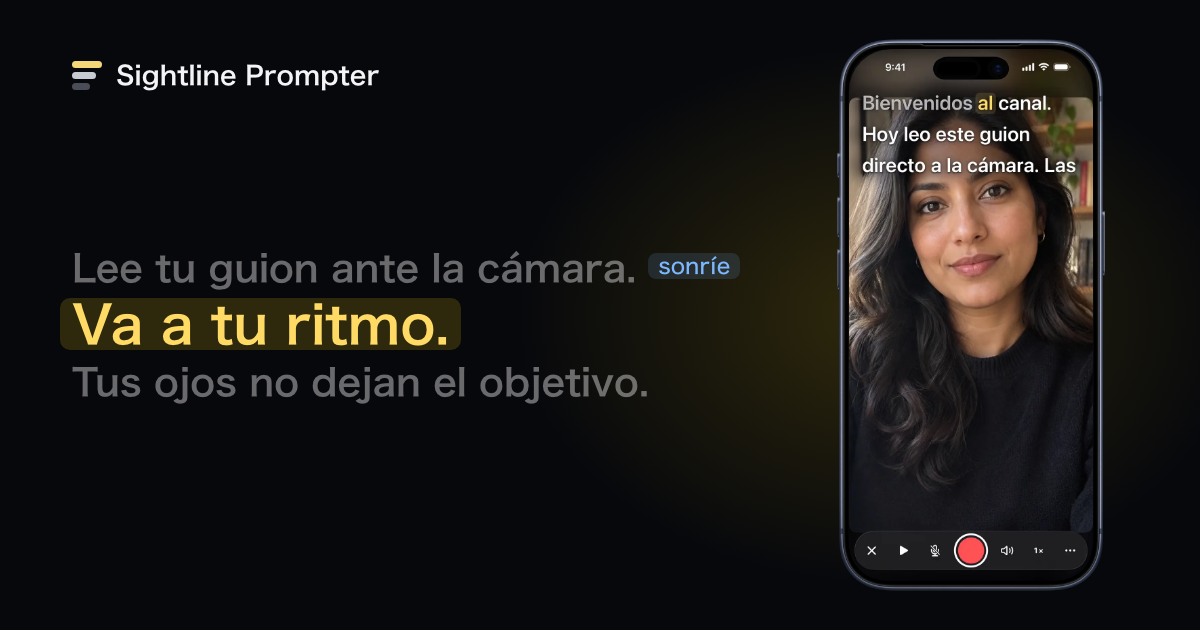 Sightline Prompter
Lee tu guion ante la cámara. sonríe
Va a tu ritmo.
Tus ojos no dejan el objetivo.
9:41
Bienvenidos al canal.
Hoy leo este guion
directo a la cámara. Las
1×